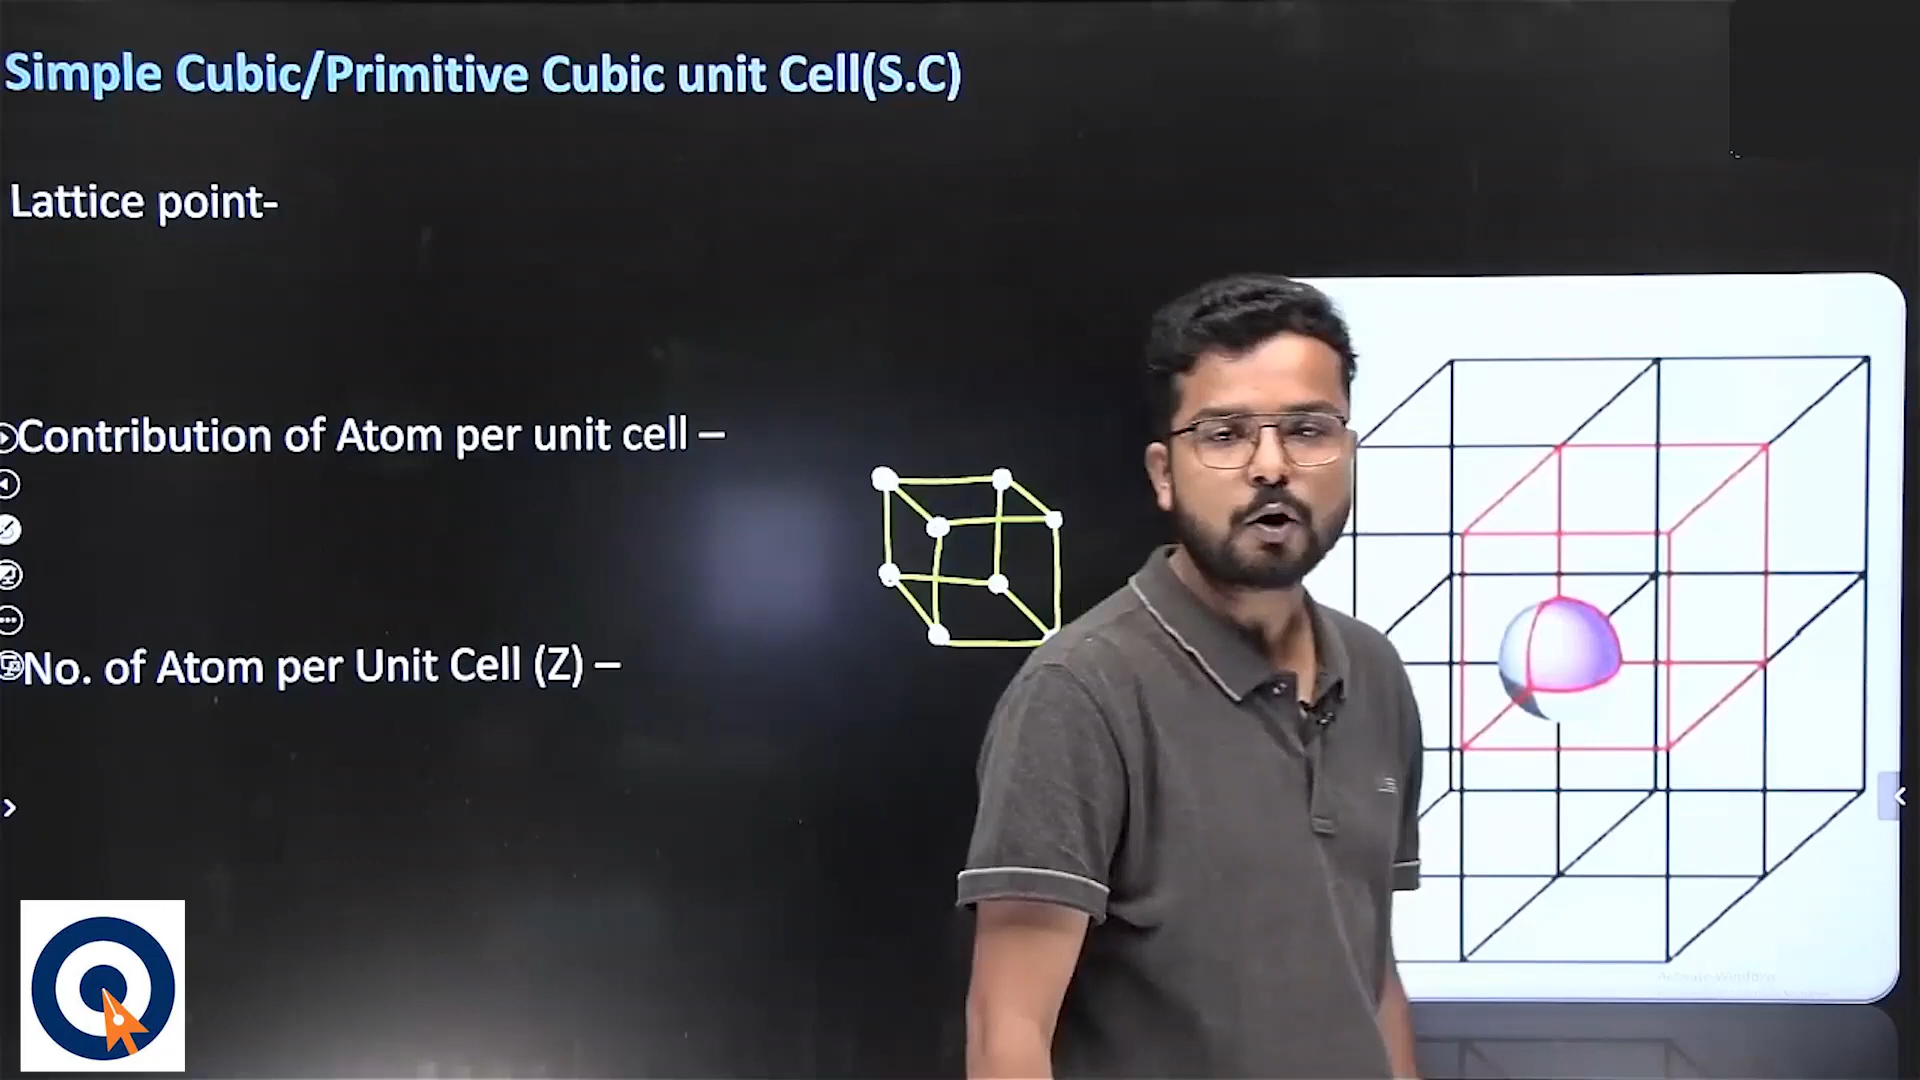 Simple Cubic/Primitive Cubic unit Cell(S.C)
Lattice point-
Contribution of Atom per unit cell –
No. of Atom per Unit Cell (Z) –